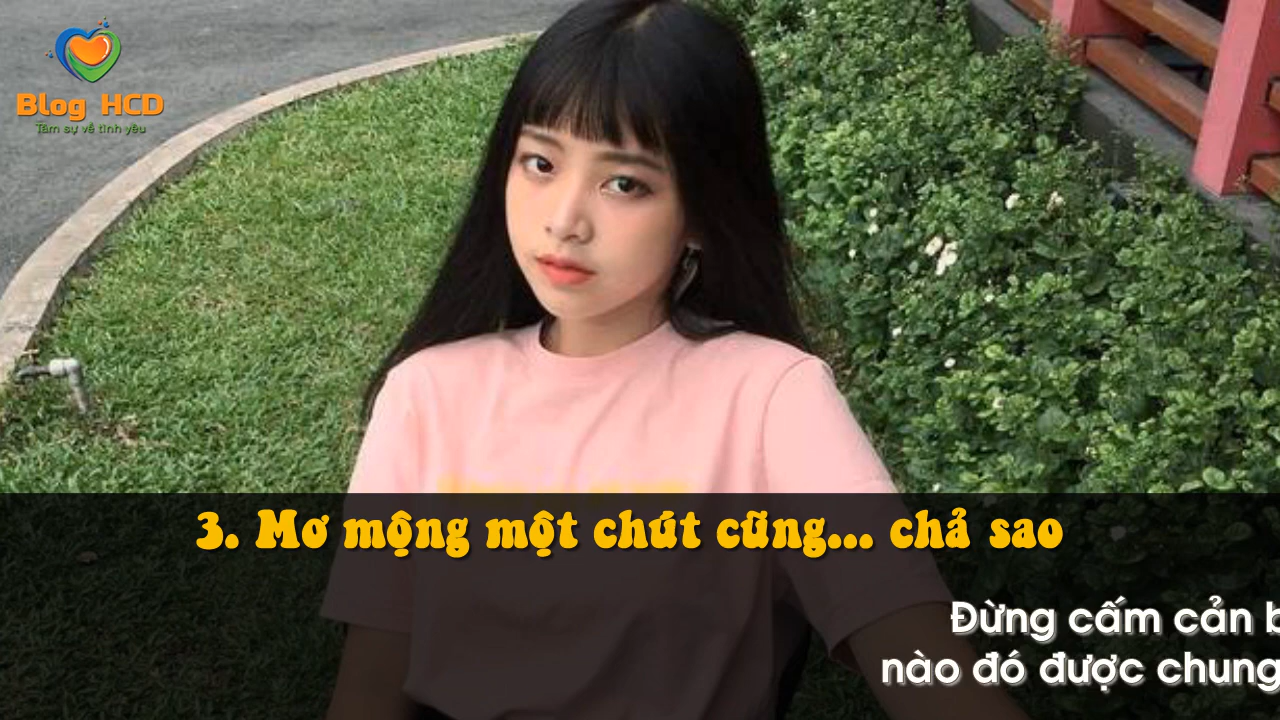 Blog HCD
Tâm sự về tình yêu
3. Mơ mộng một chút cũng... chả sao
Đừng cấm cản
nào đó được chung